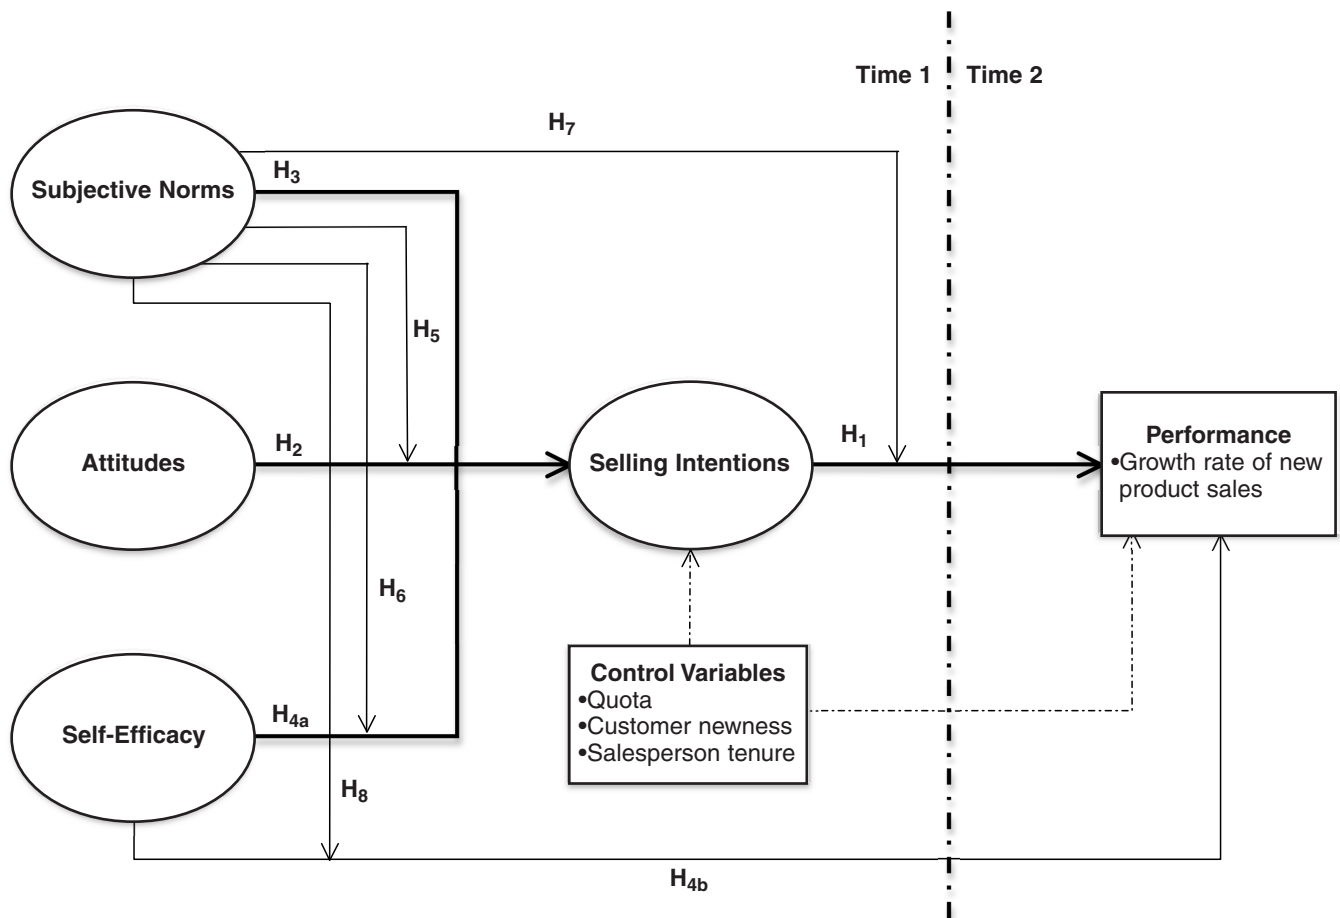 Time 1
Time 2
H7
H3
Subjective Norms
H5
H2
Attitudes
Selling Intentions
H1
Performance
•Growth rate of new
product sales
H6
Control Variables
•Quota
•Customer newness
•Salesperson tenure
H4a
Self-Efficacy
H8
H4b